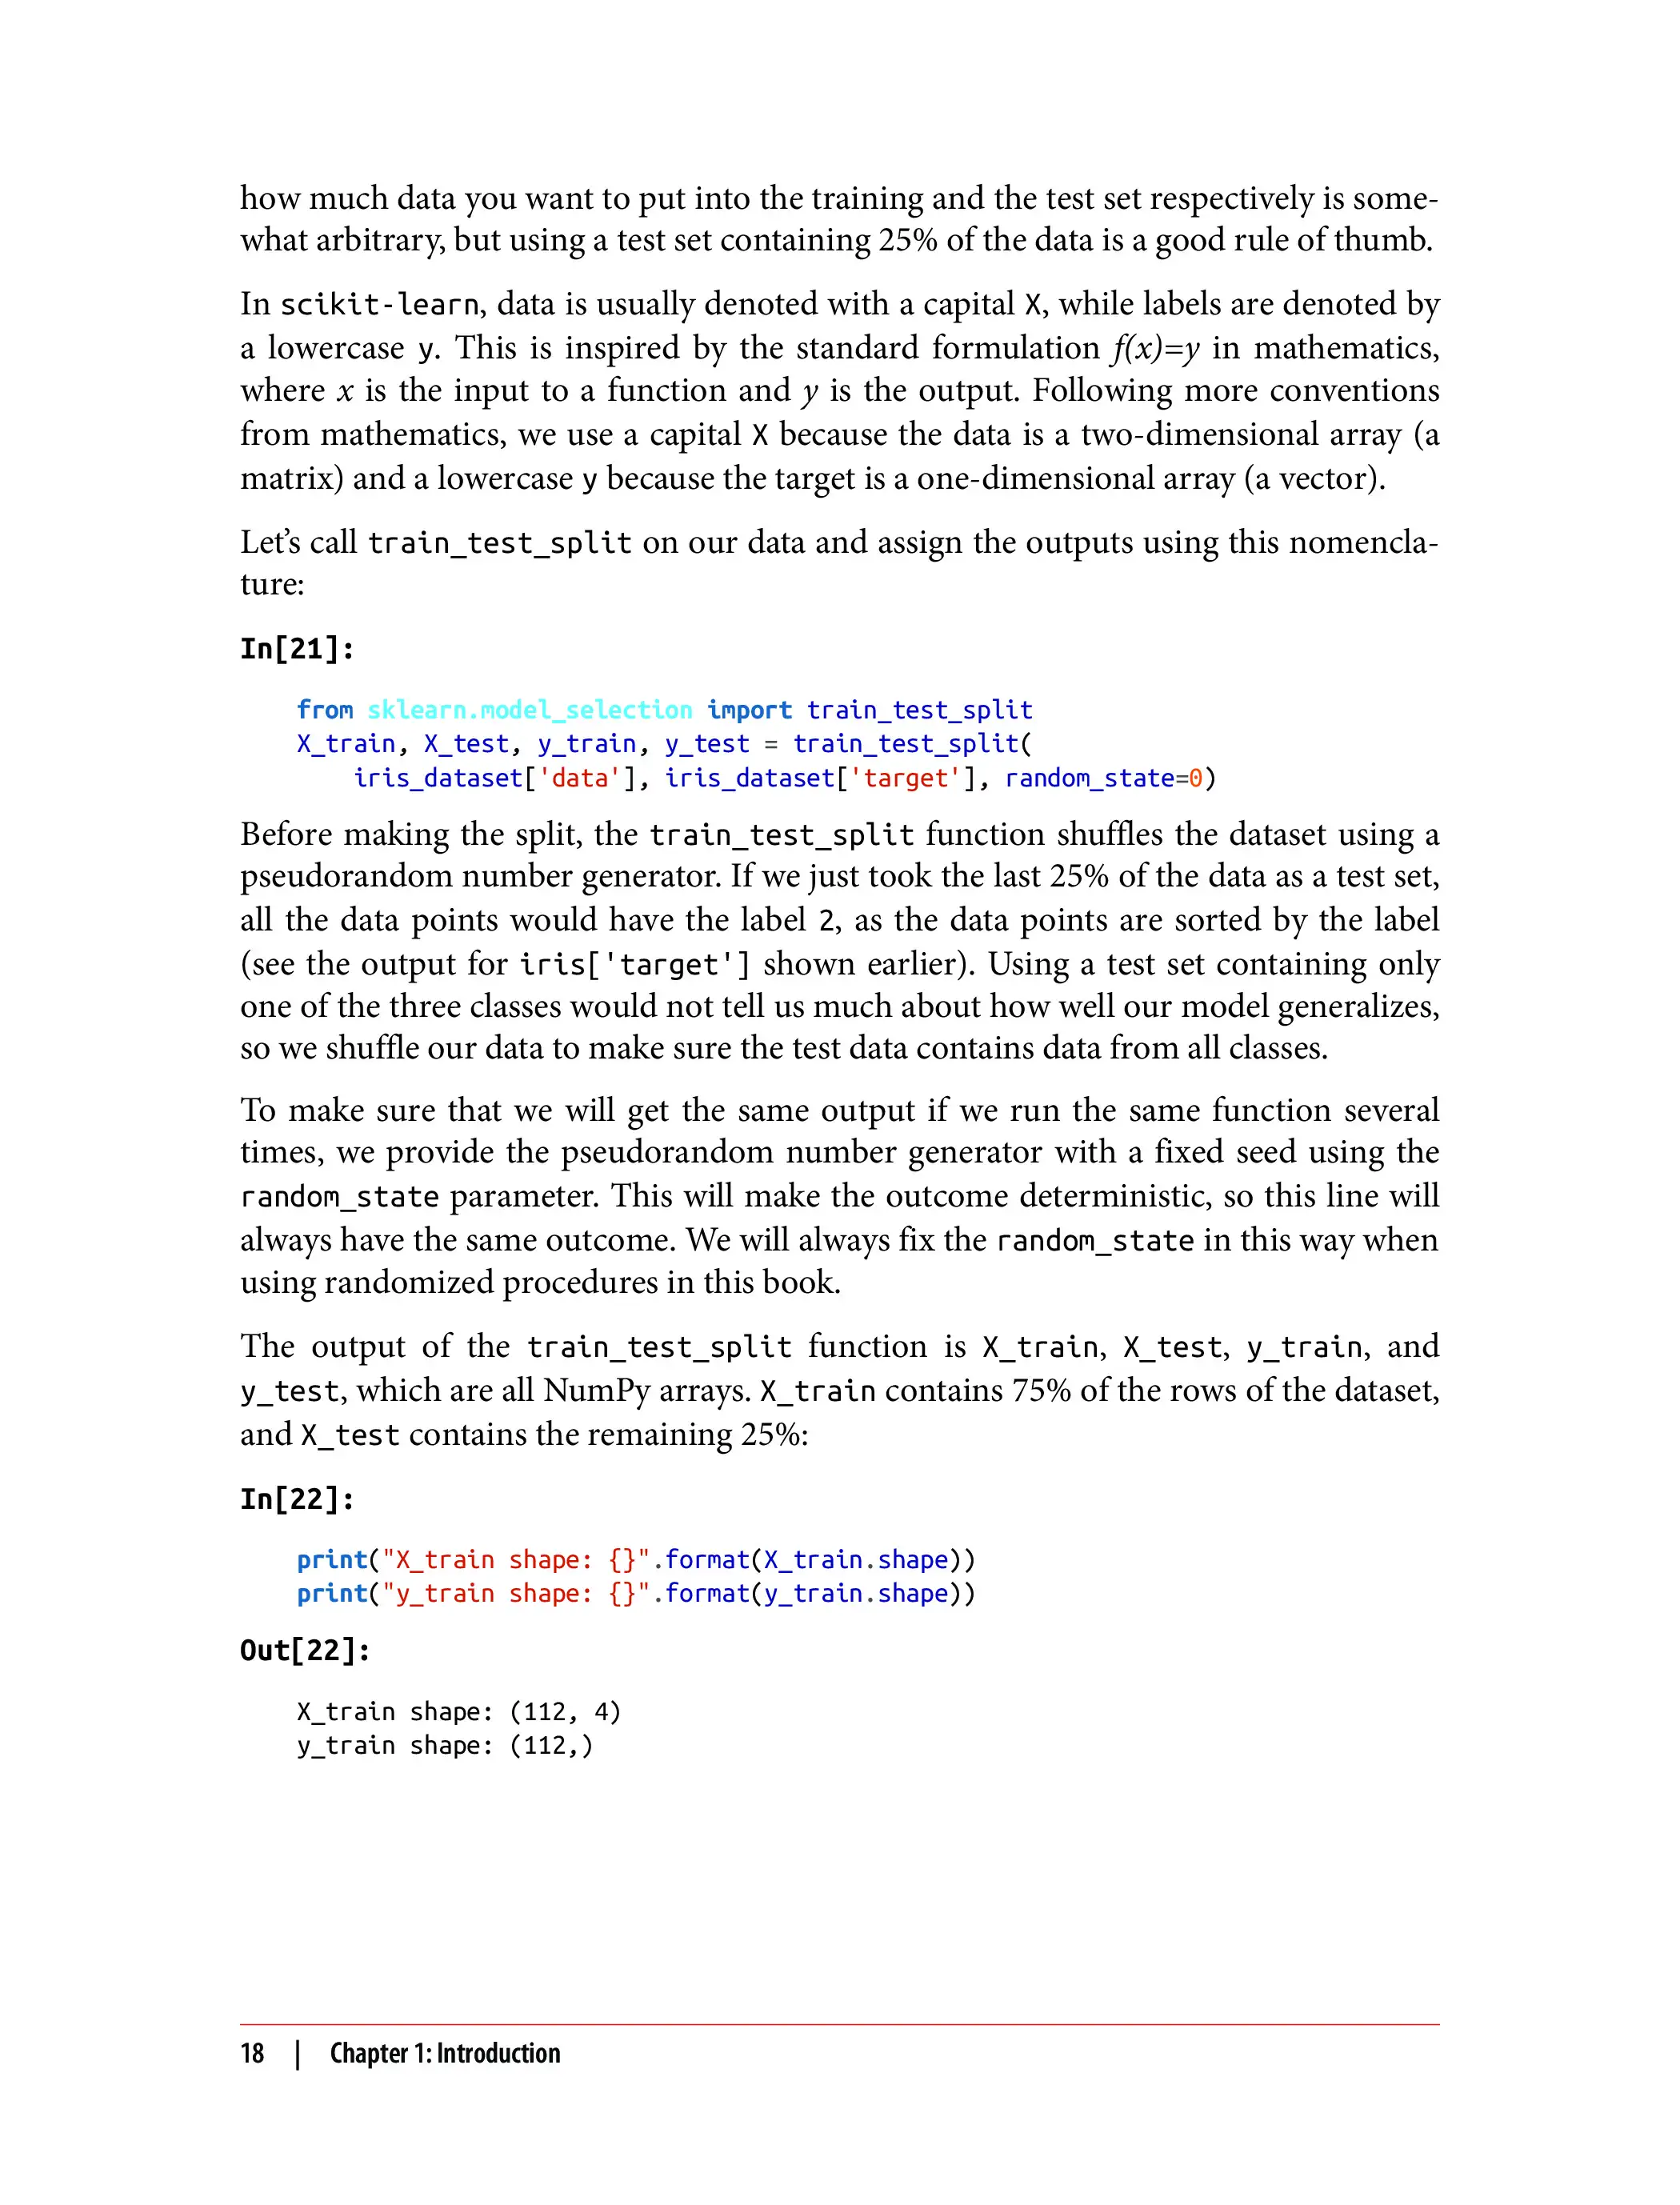 how much data you want to put into the training and the test set respectively is some-
what arbitrary, but using a test set containing 25% of the data is a good rule of thumb.
In scikit-learn, data is usually denoted with a capital X, while labels are denoted by
a lowercase y. This is inspired by the standard formulation f(x)=y in mathematics,
where x is the input to a function and y is the output. Following more conventions
from mathematics, we use a capital X because the data is a two-dimensional array (a
matrix) and a lowercase y because the target is a one-dimensional array (a vector).
Let’s call train_test_split on our data and assign the outputs using this nomencla-
ture:
In[21]:
from sklearn.model_selection import train_test_split
X_train, X_test, y_train, y_test = train_test_split(
    iris_dataset['data'], iris_dataset['target'], random_state=0)
Before making the split, the train_test_split function shuffles the dataset using a
pseudorandom number generator. If we just took the last 25% of the data as a test set,
all the data points would have the label 2, as the data points are sorted by the label
(see the output for iris['target'] shown earlier). Using a test set containing only
one of the three classes would not tell us much about how well our model generalizes,
so we shuffle our data to make sure the test data contains data from all classes.
To make sure that we will get the same output if we run the same function several
times, we provide the pseudorandom number generator with a fixed seed using the
random_state parameter. This will make the outcome deterministic, so this line will
always have the same outcome. We will always fix the random_state in this way when
using randomized procedures in this book.
The output of the train_test_split function is X_train, X_test, y_train, and
y_test, which are all NumPy arrays. X_train contains 75% of the rows of the dataset,
and X_test contains the remaining 25%:
In[22]:
print("X_train shape: {}".format(X_train.shape))
print("y_train shape: {}".format(y_train.shape))
Out[22]:
X_train shape: (112, 4)
y_train shape: (112,)
18 | Chapter 1: Introduction